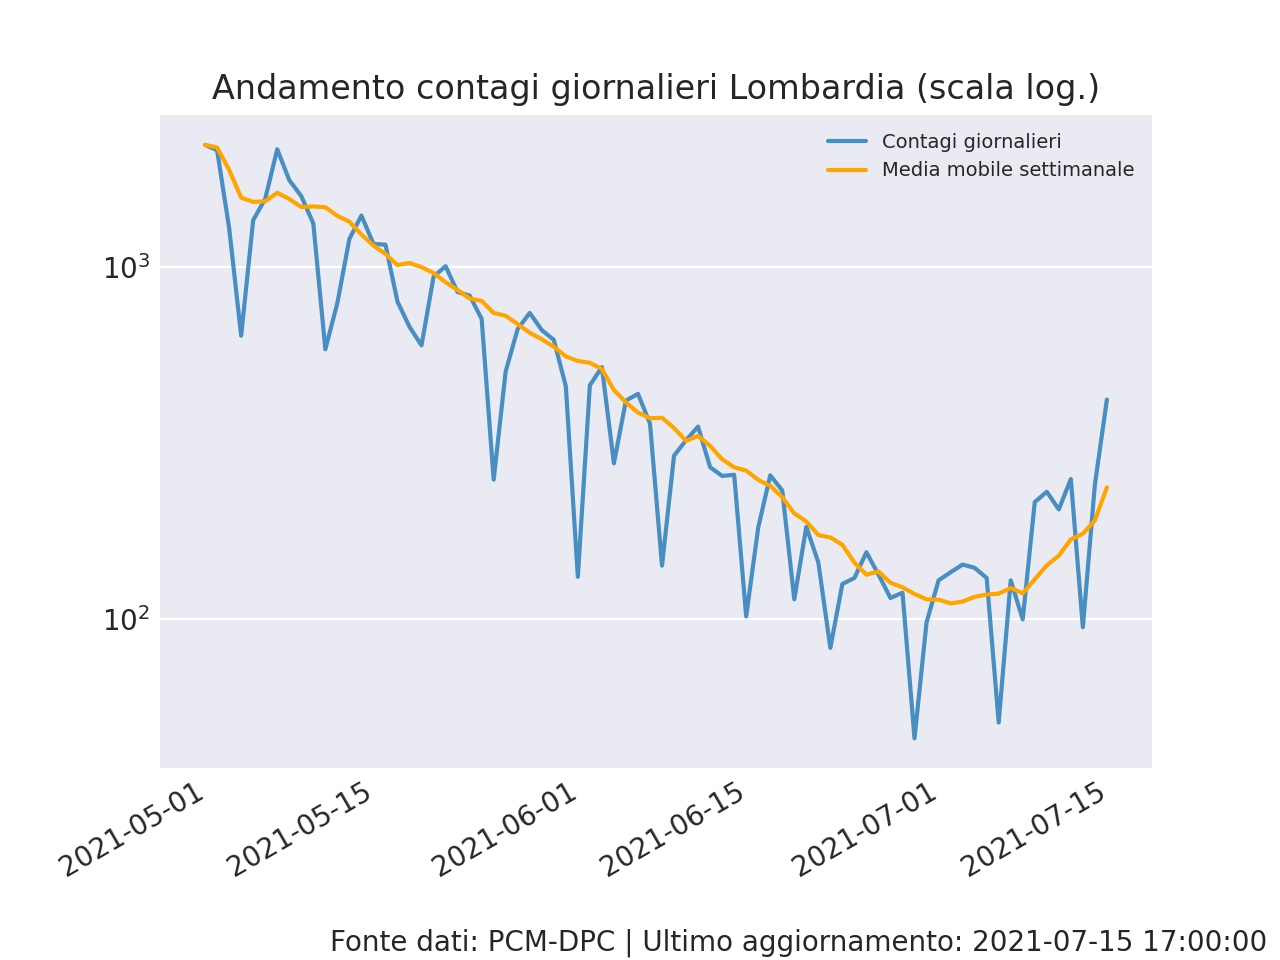 Andamento contagi giornalieri Lombardia (scala log.)
Contagi giornalieri
Media mobile settimanale
10³
10²
2021-05-01
2021-05-15
2021-06-01
2021-06-15
2021-07-01
2021-07-15
Fonte dati: PCM-DPC | Ultimo aggiornamento: 2021-07-15 17:00:00